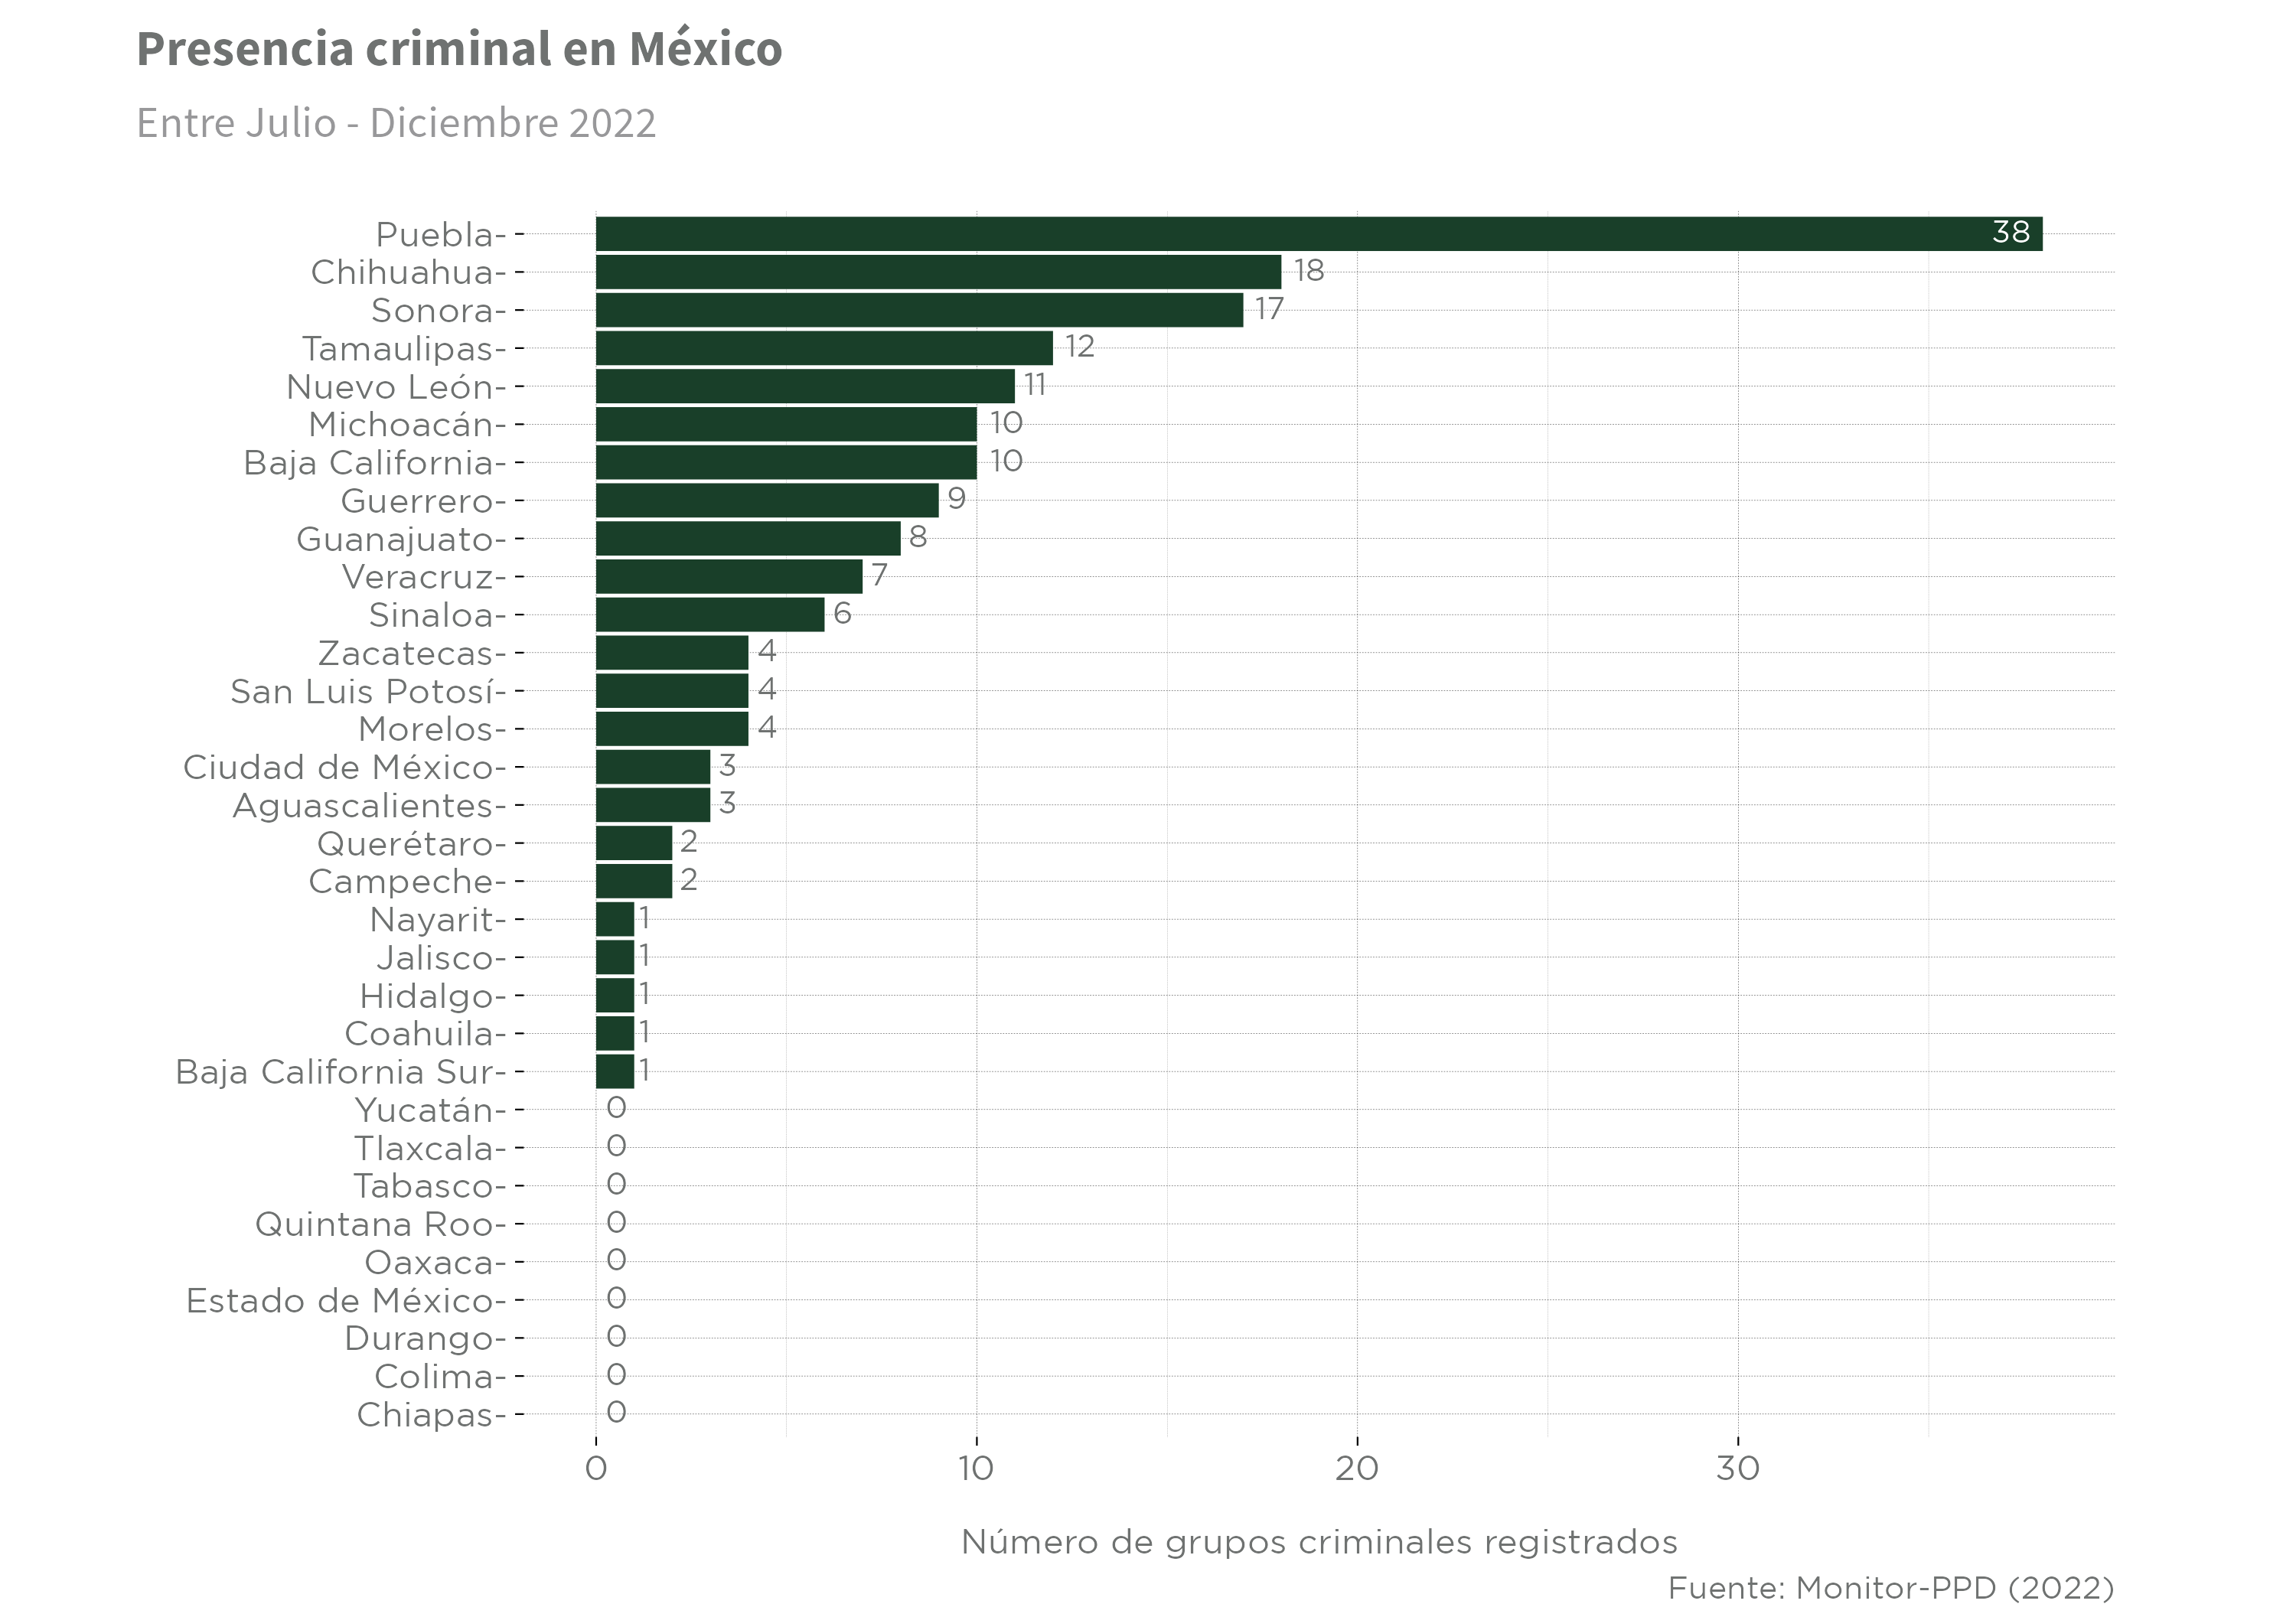 Presencia criminal en México
Entre Julio - Diciembre 2022
Puebla- 38
Chihuahua- 18
Sonora- 17
Tamaulipas- 12
Nuevo León- 11
Michoacán- 10
Baja California- 10
Guerrero- 9
Guanajuato- 8
Veracruz- 7
Sinaloa- 6
Zacatecas- 4
San Luis Potosí- 4
Morelos- 4
Ciudad de México- 3
Aguascalientes- 3
Querétaro- 2
Campeche- 2
Nayarit- 1
Jalisco- 1
Hidalgo- 1
Coahuila- 1
Baja California Sur- 1
Yucatán- 0
Tlaxcala- 0
Tabasco- 0
Quintana Roo- 0
Oaxaca- 0
Estado de México- 0
Durango- 0
Colima- 0
Chiapas- 0
0 10 20 30
Número de grupos criminales registrados
Fuente: Monitor-PPD (2022)